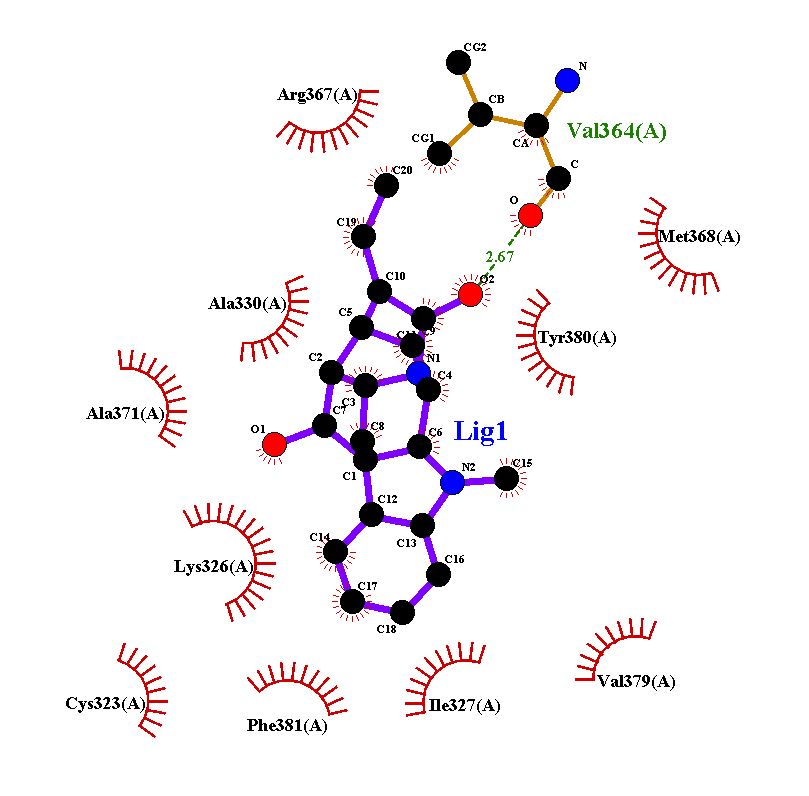 CG2
N
Arg367(A)
CB
CG1
CA
Val364(A)
C20
C
O
C19
Met368(A)
2.67
C10
O2
Ala330(A)
C5
C9
C11
Tyr380(A)
C2
N1
C4
C3
Ala371(A)
C7
O1
C8
Lig1
C6
C1
N2
C15
C12
C14
C13
C16
Lys326(A)
C17
C18
Val379(A)
Cys323(A)
Ile327(A)
Phe381(A)